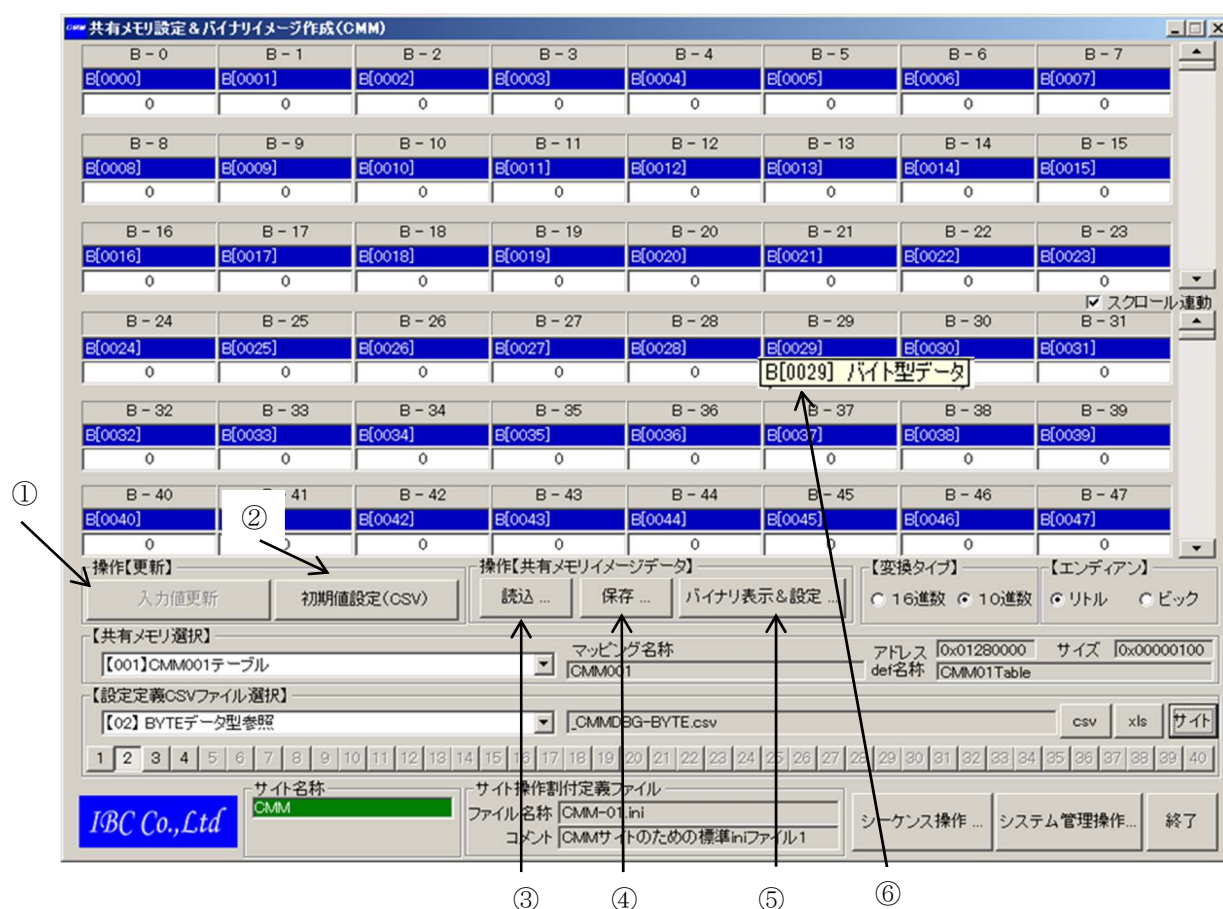 共有メモリ設定&バイナリイメージ作成(CMM)
B - 0 B - 1 B - 2 B - 3 B - 4 B - 5 B - 6 B - 7
B[0000] B[0001] B[0002] B[0003] B[0004] B[0005] B[0006] B[0007]
0 0 0 0 0 0 0 0
B - 8 B - 9 B - 10 B - 11 B - 12 B - 13 B - 14 B - 15
B[0008] B[0009] B[0010] B[0011] B[0012] B[0013] B[0014] B[0015]
0 0 0 0 0 0 0 0
B - 16 B - 17 B - 18 B - 19 B - 20 B - 21 B - 22 B - 23
B[0016] B[0017] B[0018] B[0019] B[0020] B[0021] B[0022] B[0023]
0 0 0 0 0 0 0 0
スクロール連動
B - 24 B - 25 B - 26 B - 27 B - 28 B - 29 B - 30 B - 31
B[0024] B[0025] B[0026] B[0027] B[0028] B[0029] B[0030] B[0031]
0 0 0 0 0 B[0029] バイト型データ 0
B - 32 B - 33 B - 34 B - 35 B - 36 B - 37 B - 38 B - 39
B[0032] B[0033] B[0034] B[0035] B[0036] B[0037] B[0038] B[0039]
0 0 0 0 0 0 0 0
① B - 40 - 41 B - 42 B - 43 B - 44 B - 45 B - 46 B - 47
B[0040] ② B[0042] B[0043] B[0044] B[0045] B[0046] B[0047]
0 0 0 0 0 0 0 0
操作【更新】 操作【共有メモリイメージデータ】 【変換タイプ】 【エンディアン】
入力値更新 初期値設定(CSV) 読込 ... 保存 ... バイナリ表示&設定 ... 16進数 10進数 リトル ビック
【共有メモリ選択】
【001】CMM001テーブル マッピング名称 CMM001 アドレス 0x01280000 サイズ 0x00000100
def名称 CMM01Table
【設定定義CSVファイル選択】
【02】BYTEデータ型参照 _CMMDBG-BYTE.csv csv xls サイト
1 2 3 4 5 6 7 8 9 10 11 12 13 14 15 16 17 18 19 20 21 22 23 24 25 26 27 28 29 30 31 32 33 34 35 36 37 38 39 40
IBC Co.,Ltd サイト名称 サイト操作割付定義ファイル
CMM ファイル名称 CMM-01.ini シーケンス操作 ... システム管理操作... 終了
コメント CMMサイトのための標準iniファイル1
③ ④ ⑤ ⑥